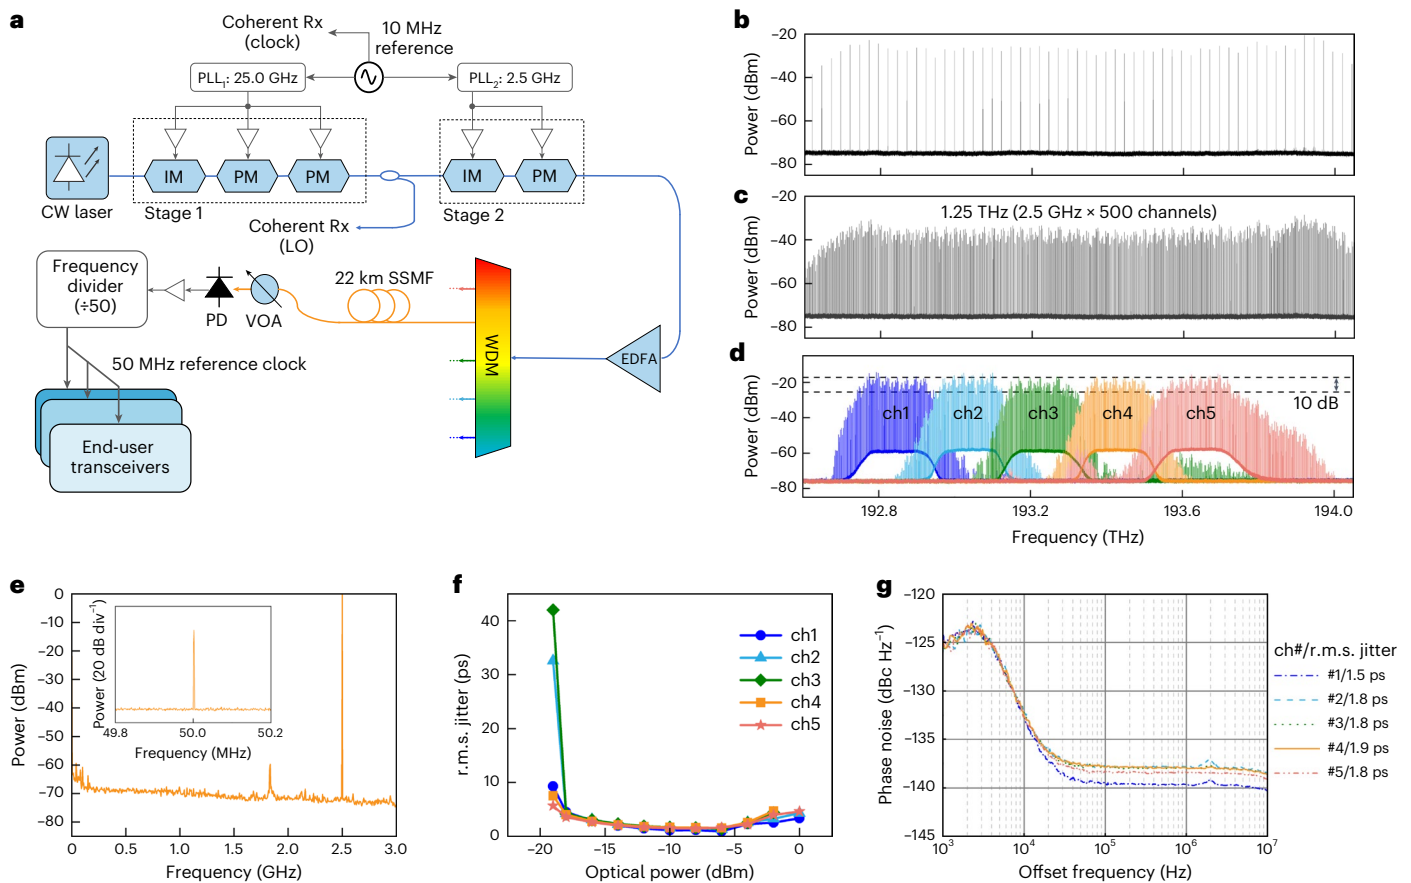 a
Coherent Rx
(clock)
10 MHz
reference
PLL1: 25.0 GHz
PLL2: 2.5 GHz
IM
PM
PM
IM
PM
CW laser
Stage 1
Stage 2
Coherent Rx
(LO)
Frequency
divider
(÷50)
PD
VOA
22 km SSMF
WDM
EDFA
50 MHz reference clock
End-user
transceivers
b
Power (dBm)
–20
–40
–60
–80
c
Power (dBm)
–20
–40
–60
–80
1.25 THz (2.5 GHz × 500 channels)
d
Power (dBm)
–20
–40
–60
–80
ch1
ch2
ch3
ch4
ch5
10 dB
192.8
193.2
193.6
194.0
Frequency (THz)
e
Power (dBm)
0
–10
–20
–30
–40
–50
–60
–70
–80
Power (20 dB div–1)
49.8
50.0
50.2
Frequency (MHz)
0
0.5
1.0
1.5
2.0
2.5
3.0
Frequency (GHz)
f
r.m.s. jitter (ps)
40
30
20
10
0
ch1
ch2
ch3
ch4
ch5
–20
–15
–10
–5
0
Optical power (dBm)
g
Phase noise (dBc Hz–1)
–120
–125
–130
–135
–140
–145
103
104
105
106
107
Offset frequency (Hz)
ch#/r.m.s. jitter
#1/1.5 ps
#2/1.8 ps
#3/1.8 ps
#4/1.9 ps
#5/1.8 ps